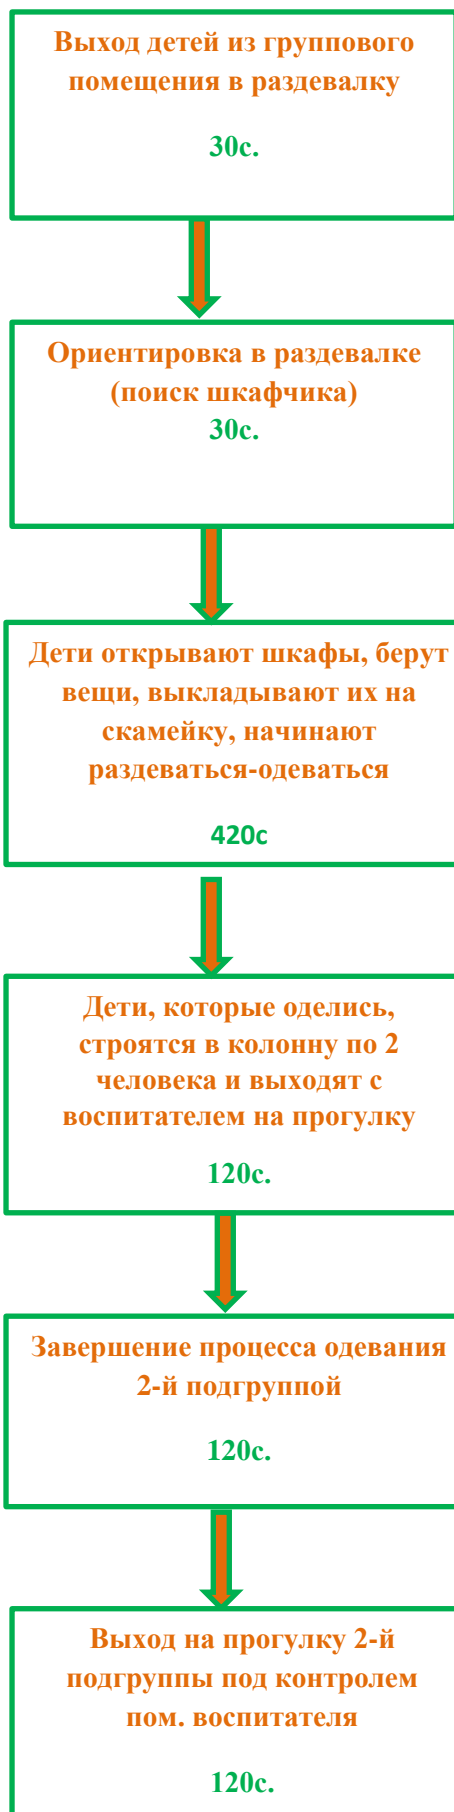 Выход детей из группового
помещения в раздевалку
30с.
Ориентировка в раздевалке
(поиск шкафчика)
30с.
Дети открывают шкафы, берут
вещи, выкладывают их на
скамейку, начинают
раздеваться-одеваться
420с
Дети, которые оделись,
строятся в колонну по 2
человека и выходят с
воспитателем на прогулку
120с.
Завершение процесса одевания
2-й подгруппой
120с.
Выход на прогулку 2-й
подгруппы под контролем
пом. воспитателя
120с.